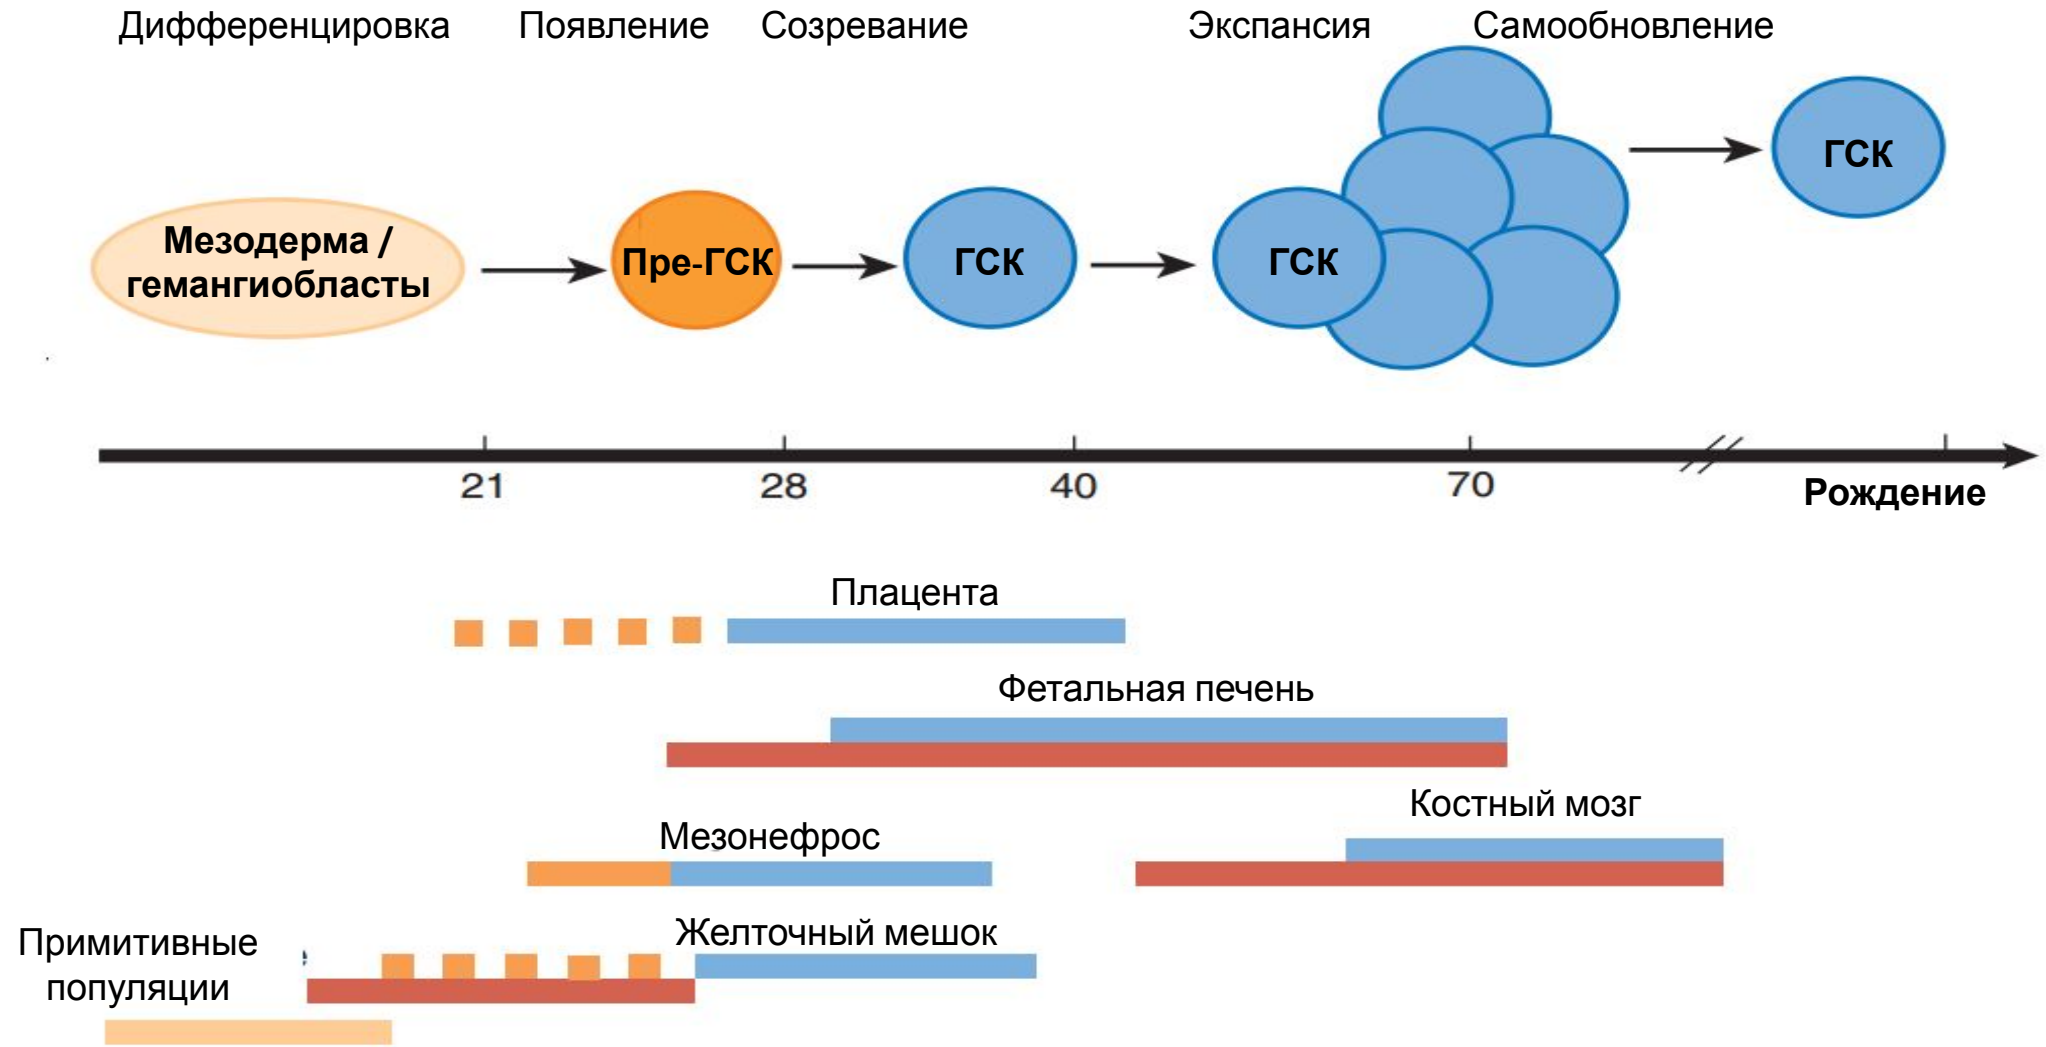 Дифференцировка
Появление
Созревание
Экспансия
Самообновление
Мезодерма /
гемангиобласты
Пре-ГСК
ГСК
ГСК
ГСК
21
28
40
70
Рождение
Плацента
Фетальная печень
Костный мозг
Мезонефрос
Желточный мешок
Примитивные
популяции